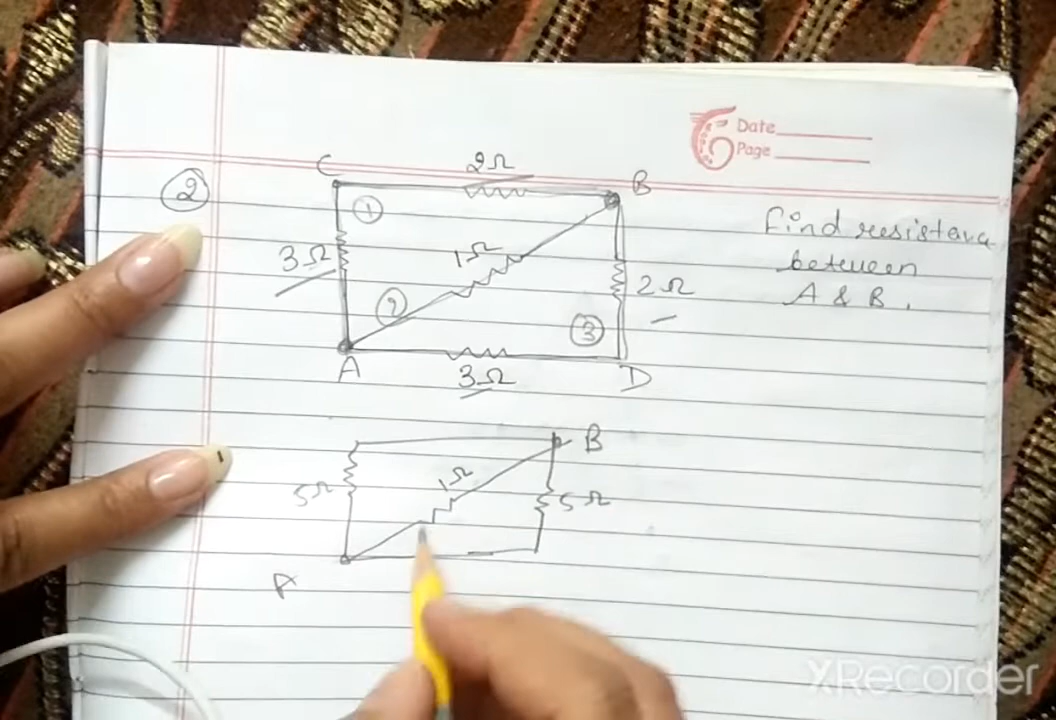 Date
Page
2
C
2Ω
B
1
3Ω
1Ω
2
2Ω
3
A
3Ω
D
Find resistance
between
A & B.
B
1Ω
5Ω
5Ω
A
XRecorder